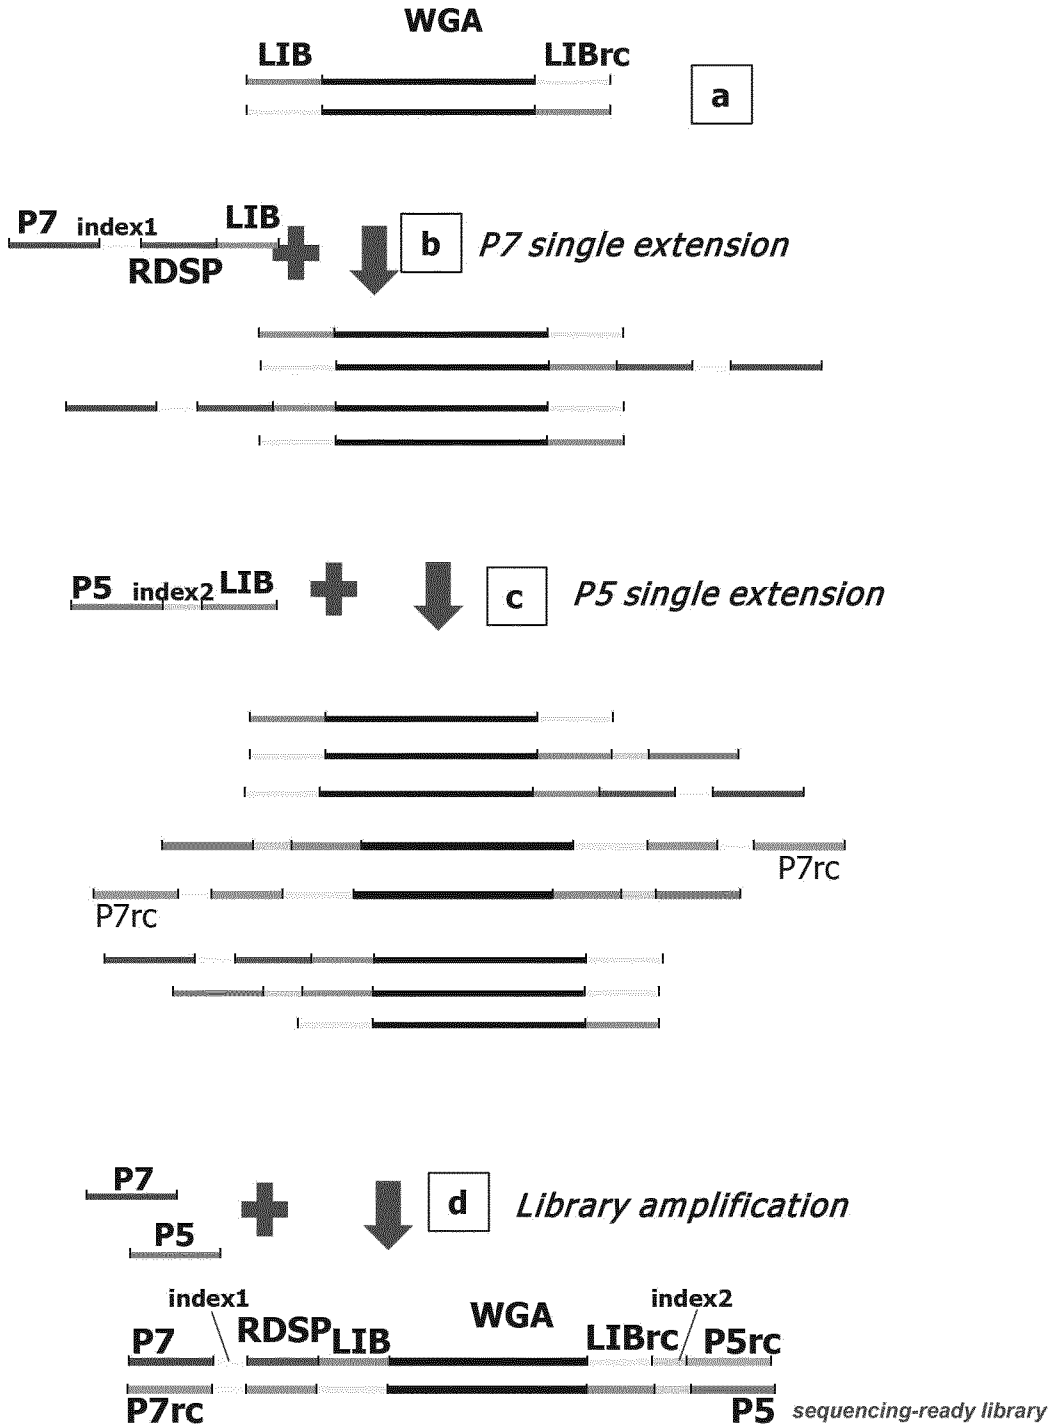 WGA
LIB LIBrc
a
P7 index1 LIB
RDSP
b P7 single extension
P5 index2 LIB
c P5 single extension
P7rc
P7rc
P7
P5
d Library amplification
index1 WGA index2
P7 RDSP LIB LIBrc P5rc
P7rc P5 sequencing-ready library